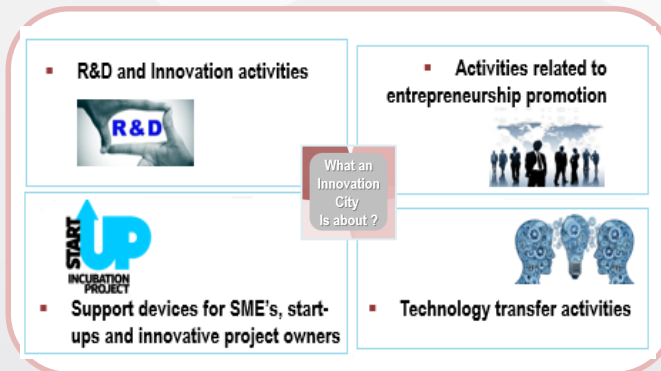 R&D and Innovation activities
R&D
Activities related to
entrepreneurship promotion
What an
Innovation
City
Is about ?
START
UP
INCUBATION
PROJECT
Support devices for SME's, start-
ups and innovative project owners
Technology transfer activities